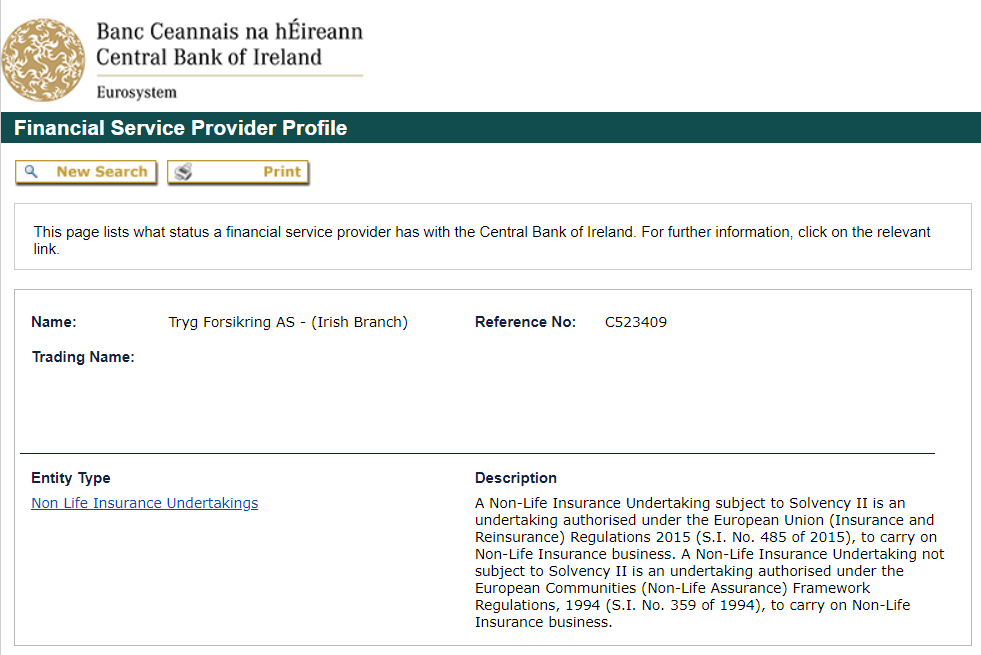 Banc Ceannais na hÉireann
Central Bank of Ireland
Eurosystem
Financial Service Provider Profile
New Search
Print
This page lists what status a financial service provider has with the Central Bank of Ireland. For further information, click on the relevant
link.
Name: Tryg Forsikring AS - (Irish Branch) Reference No: C523409
Trading Name:
Entity Type
Non Life Insurance Undertakings
Description
A Non-Life Insurance Undertaking subject to Solvency II is an
undertaking authorised under the European Union (Insurance and
Reinsurance) Regulations 2015 (S.I. No. 485 of 2015), to carry on
Non-Life Insurance business. A Non-Life Insurance Undertaking not
subject to Solvency II is an undertaking authorised under the
European Communities (Non-Life Assurance) Framework
Regulations, 1994 (S.I. No. 359 of 1994), to carry on Non-Life
Insurance business.